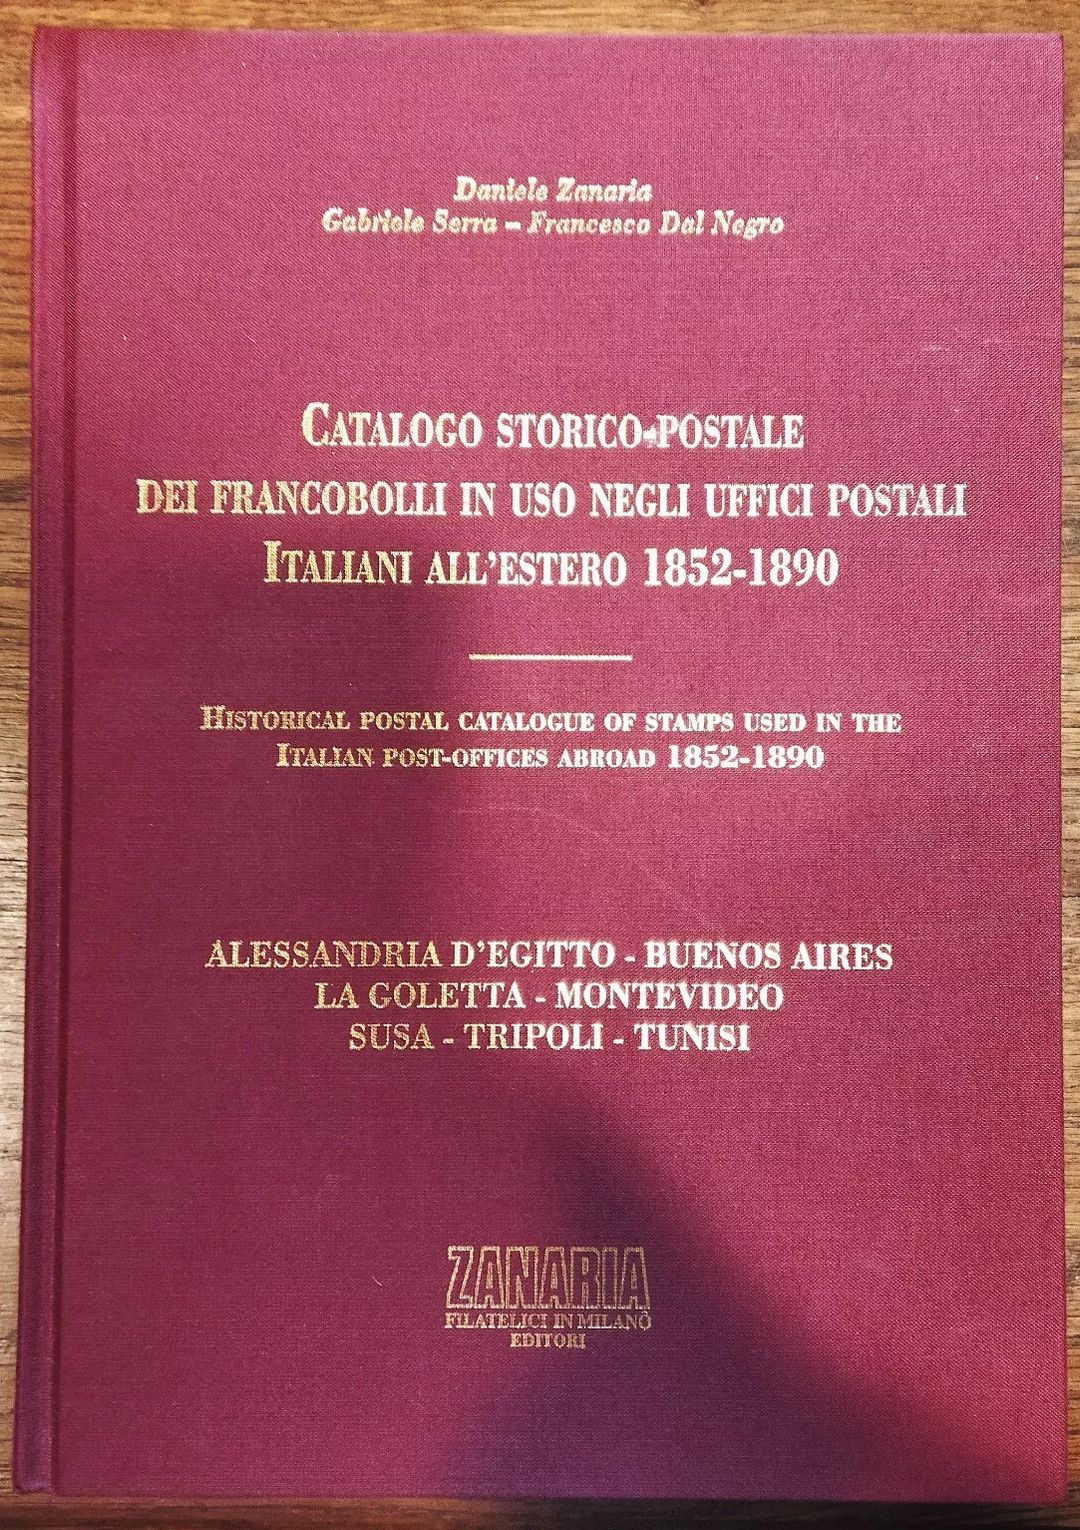 Daniele Zanaria
Gabriele Serra – Francesco Dal Negro
CATALOGO STORICO-POSTALE
DEI FRANCOBOLLI IN USO NEGLI UFFICI POSTALI
ITALIANI ALL'ESTERO 1852-1890
HISTORICAL POSTAL CATALOGUE OF STAMPS USED IN THE
ITALIAN POST-OFFICES ABROAD 1852-1890
ALESSANDRIA D'EGITTO - BUENOS AIRES
LA GOLETTA - MONTEVIDEO
SUSA - TRIPOLI - TUNISI
ZANARIA
FILATELICI IN MILANO
EDITORI